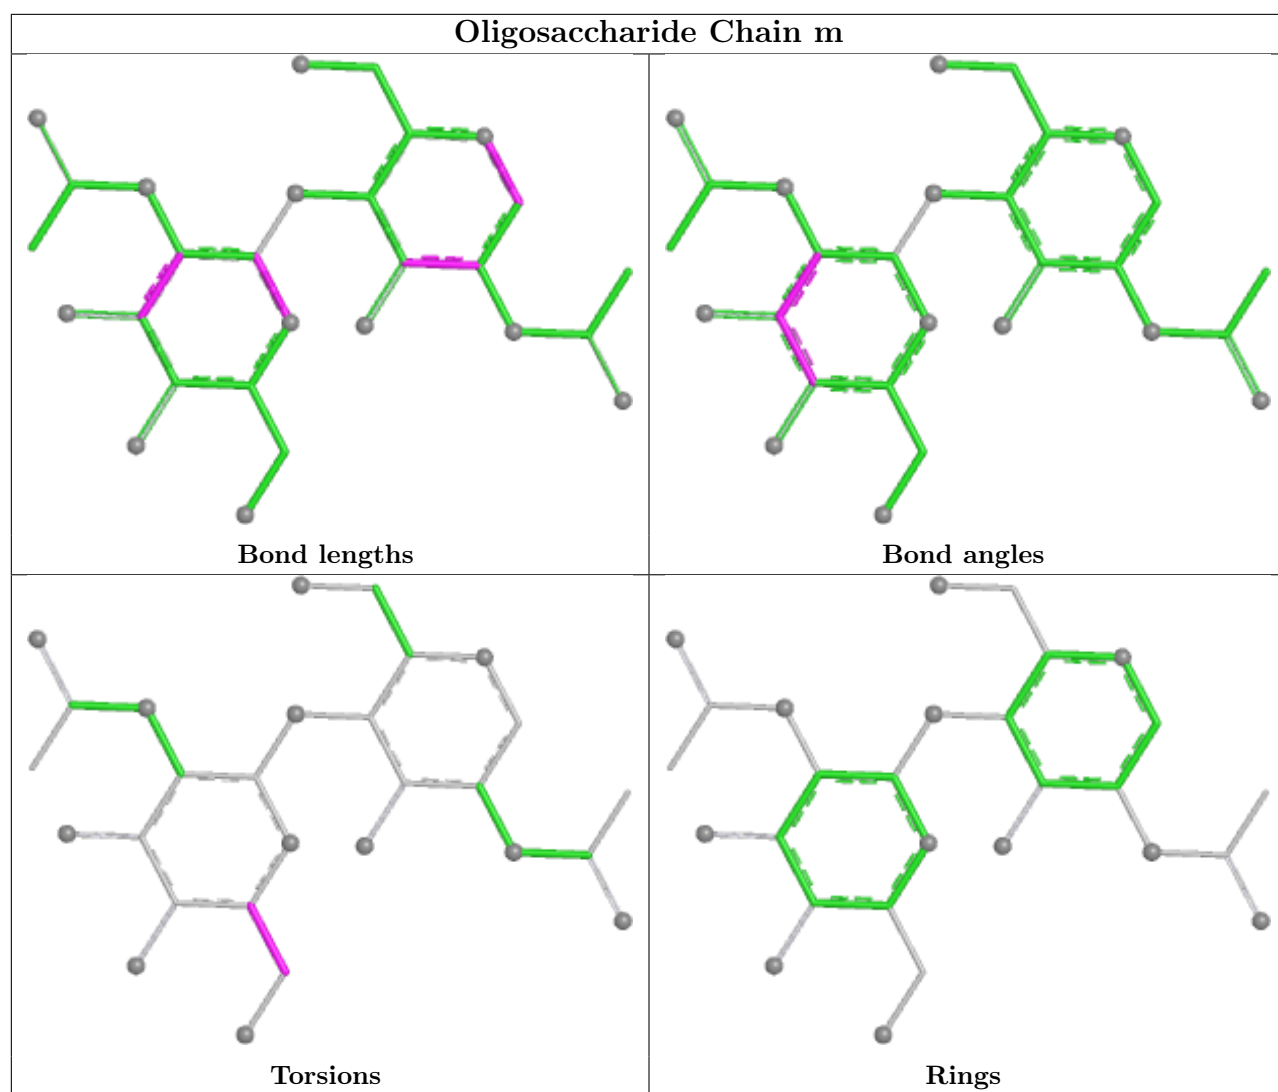 Oligosaccharide Chain m
Bond lengths
Bond angles
Torsions
Rings